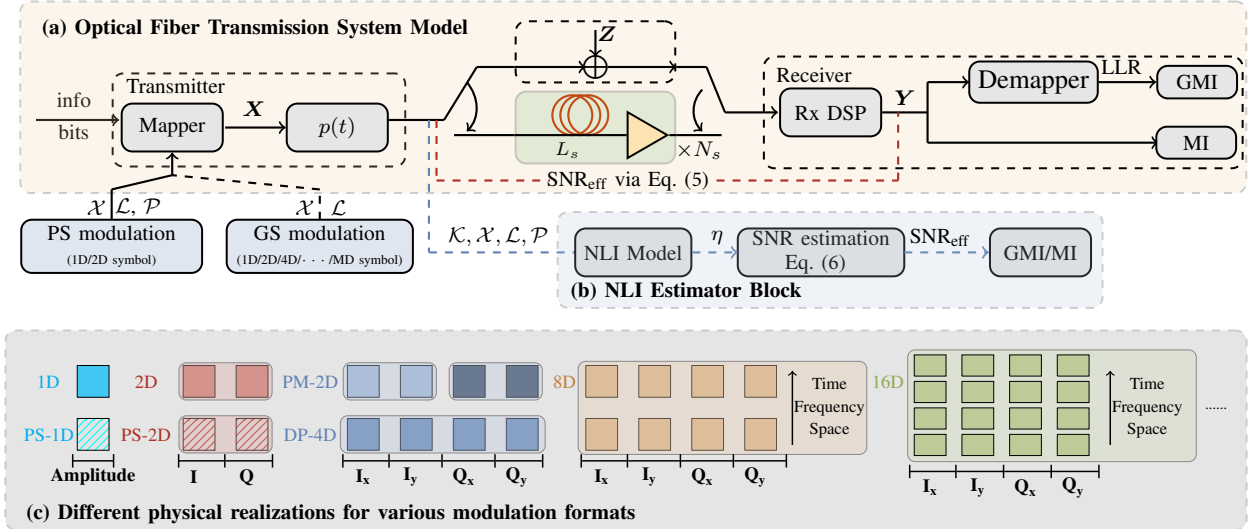 (a) Optical Fiber Transmission System Model
Z
Transmitter
Receiver
info
bits
Mapper
X
p(t)
L_s
×N_s
Rx DSP
Y
Demapper
LLR
GMI
MI
SNR_eff via Eq. (5)
𝒳 ℒ, 𝒫
𝒳 ℒ
PS modulation
(1D/2D symbol)
GS modulation
(1D/2D/4D/· · · /MD symbol)
𝒦, 𝒳, ℒ, 𝒫
NLI Model
η
SNR estimation
Eq. (6)
SNR_eff
GMI/MI
(b) NLI Estimator Block
1D
2D
PM-2D
8D
Time
Frequency
Space
16D
Time
Frequency
Space
......
PS-1D
PS-2D
DP-4D
Amplitude
I Q
I_x I_y Q_x Q_y
I_x I_y Q_x Q_y
I_x I_y Q_x Q_y
(c) Different physical realizations for various modulation formats